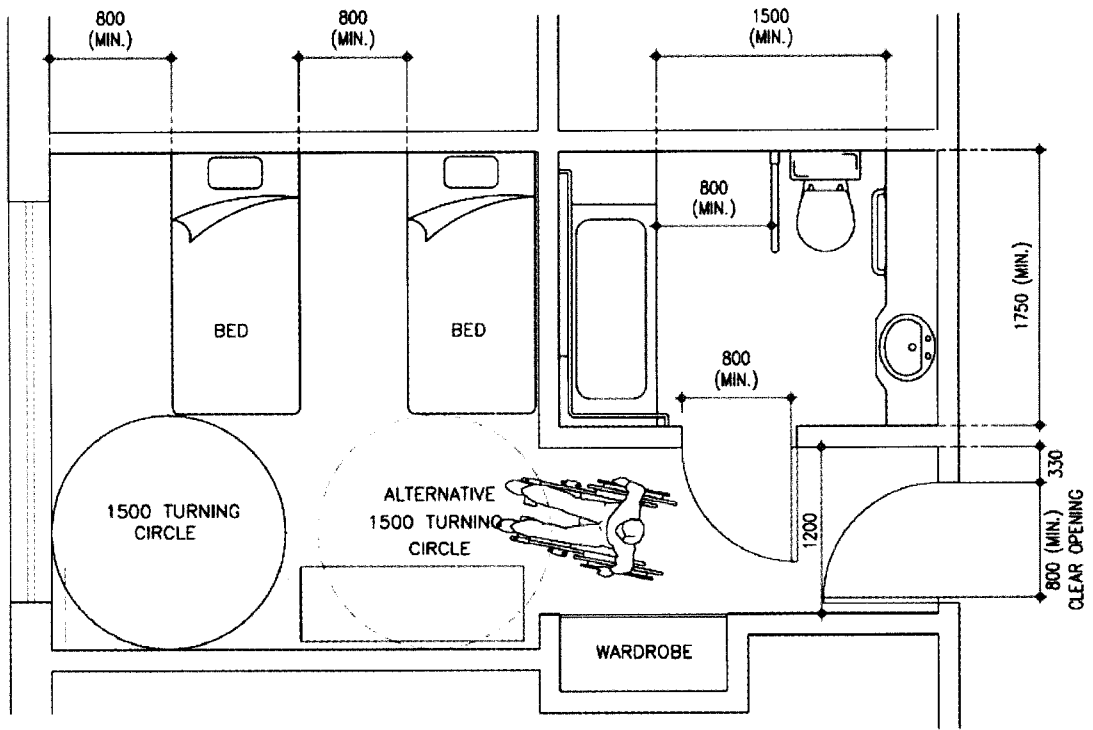 800
(MIN.)
800
(MIN.)
1500
(MIN.)
800
(MIN.)
1750 (MIN.)
BED
BED
800
(MIN.)
330
1500 TURNING
CIRCLE
ALTERNATIVE
1500 TURNING
CIRCLE
1200
800 (MIN.)
CLEAR OPENING
WARDROBE